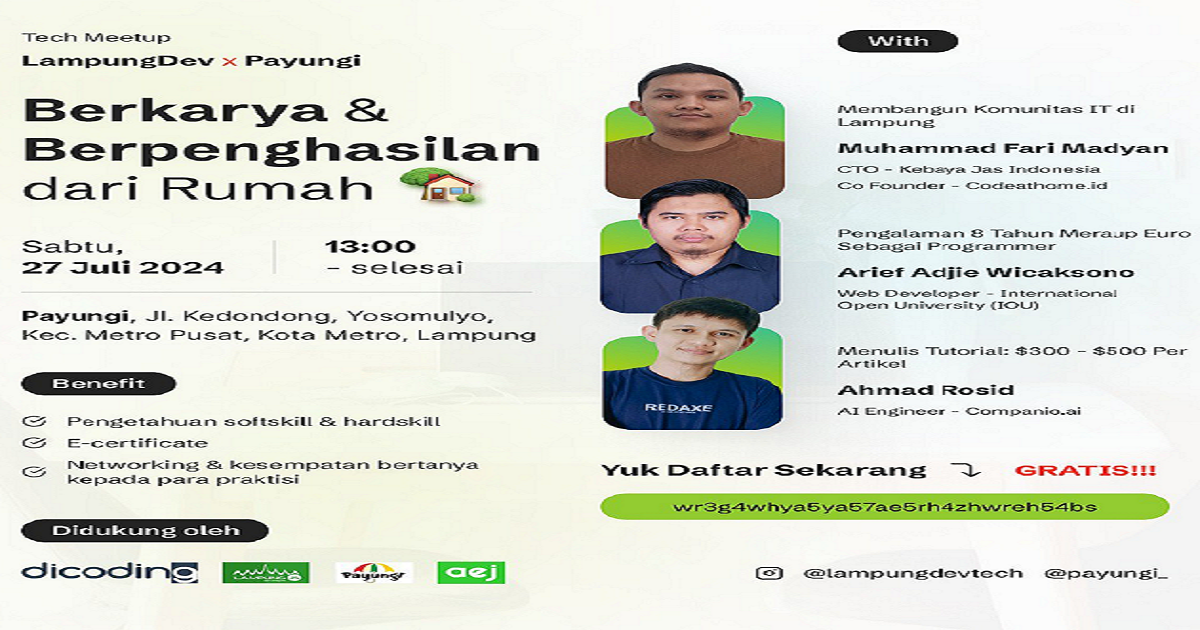 Tech Meetup
LampungDev x Payungi
Berkarya &
Berpenghasilan
dari Rumah
Sabtu,
27 Juli 2024
13:00
- selesai
Payungi, Jl. Kedondong, Yosomulyo,
Kec. Metro Pusat, Kota Metro, Lampung
Benefit
Pengetahuan softskill & hardskill
E-certificate
Networking & kesempatan bertanya
kepada para praktisi
Didukung oleh
dicoding
LAMPUNG
Payungi
aej
With
Membangun Komunitas IT di
Lampung
Muhammad Fari Madyan
CTO - Kebaya Jas Indonesia
Co Founder - Codeathome.id
Pengalaman 8 Tahun Meraup Euro
Sebagai Programmer
Arief Adjie Wicaksono
Web Developer - International
Open University (IOU)
Menulis Tutorial: $300 - $500 Per
Artikel
Ahmad Rosid
AI Engineer - Companio.ai
REDAXE
Yuk Daftar Sekarang
GRATIS!!!
wr3g4whya5ya57ae5rh4zhwreh54bs
@lampungdevtech @payungi_